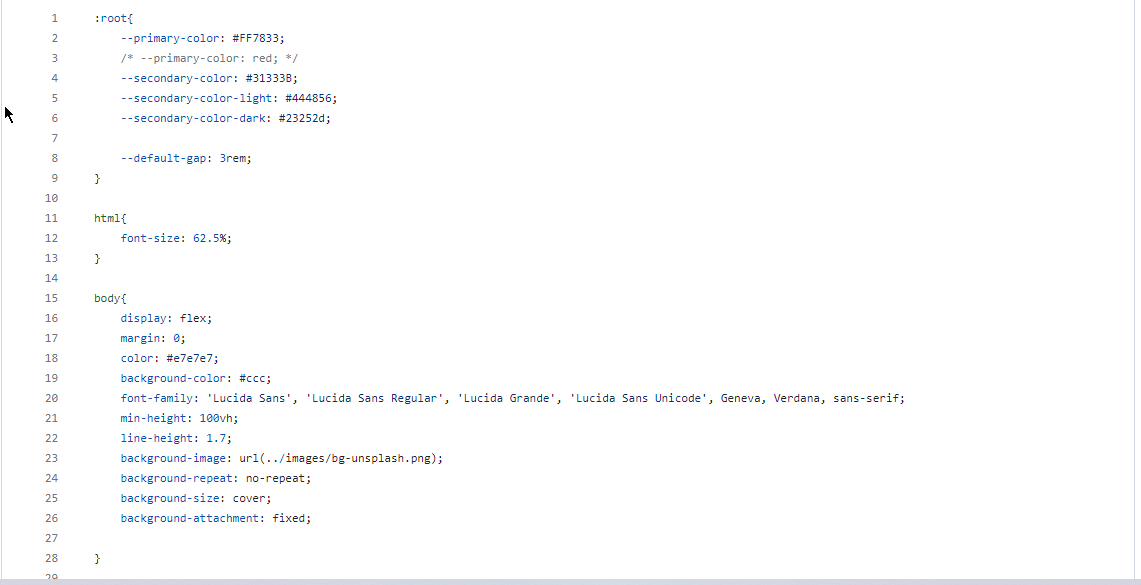 1 :root{
2 --primary-color: #FF7833;
3 /* --primary-color: red; */
4 --secondary-color: #31333B;
5 --secondary-color-light: #444856;
6 --secondary-color-dark: #23252d;
7
8 --default-gap: 3rem;
9 }
10
11 html{
12 font-size: 62.5%;
13 }
14
15 body{
16 display: flex;
17 margin: 0;
18 color: #e7e7e7;
19 background-color: #ccc;
20 font-family: 'Lucida Sans', 'Lucida Sans Regular', 'Lucida Grande', 'Lucida Sans Unicode', Geneva, Verdana, sans-serif;
21 min-height: 100vh;
22 line-height: 1.7;
23 background-image: url(../images/bg-unsplash.png);
24 background-repeat: no-repeat;
25 background-size: cover;
26 background-attachment: fixed;
27
28 }
29